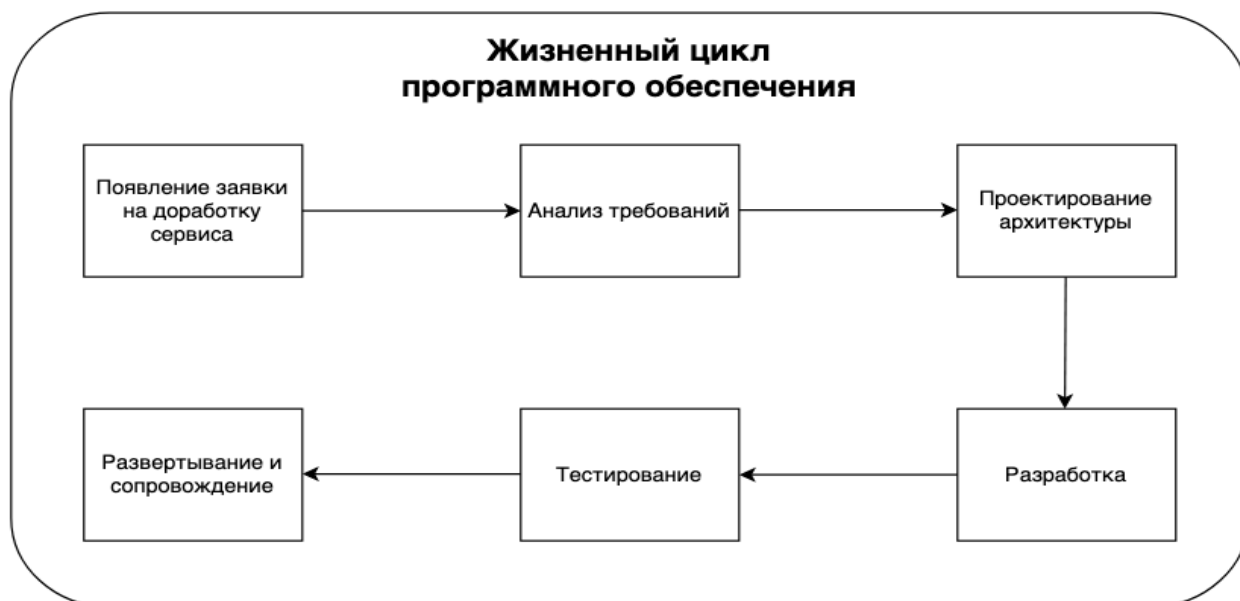 Жизненный цикл
программного обеспечения
Появление заявки
на доработку
сервиса
Анализ требований
Проектирование
архитектуры
Разработка
Тестирование
Развертывание и
сопровождение